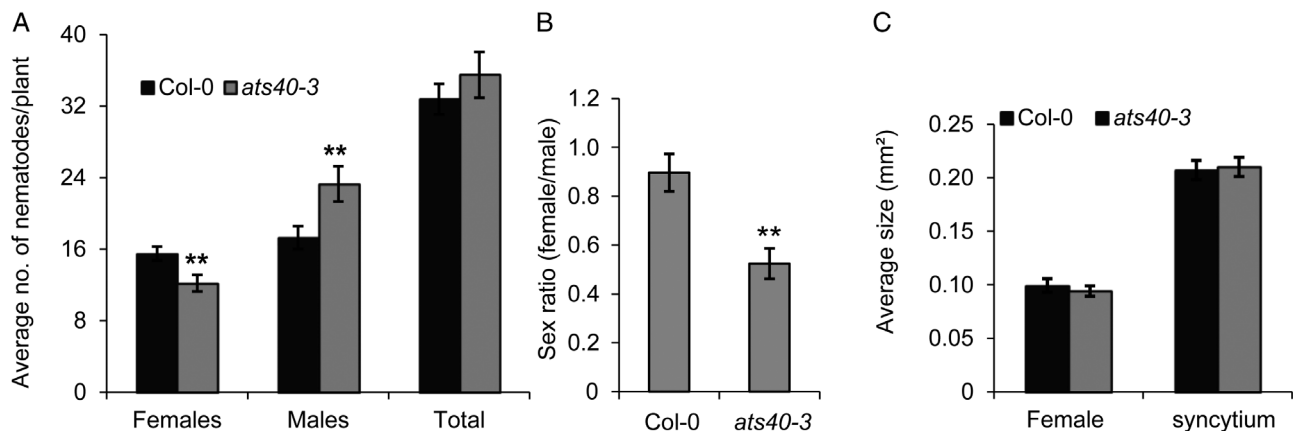 A
Average no. of nematodes/plant
40
32
24
16
8
0
Col-0 ats40-3
**
**
Females Males Total
B
Sex ratio (female/male)
1.2
1.0
0.8
0.6
0.4
0.2
0
**
Col-0 ats40-3
C
Average size (mm²)
0.25
0.20
0.15
0.10
0.05
0
Col-0 ats40-3
Female syncytium